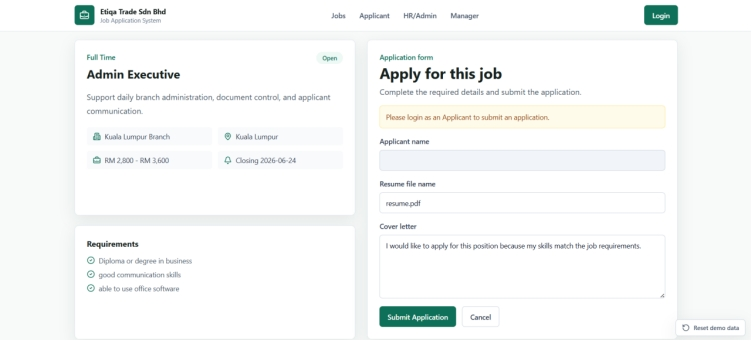 Etiqa Trade Sdn Bhd
Job Application System
Jobs Applicant HR/Admin Manager
Login
Full Time
Open
Admin Executive
Support daily branch administration, document control, and applicant
communication.
Kuala Lumpur Branch
Kuala Lumpur
RM 2,800 - RM 3,600
Closing 2026-06-24
Requirements
Diploma or degree in business
good communication skills
able to use office software
Application form
Apply for this job
Complete the required details and submit the application.
Please login as an Applicant to submit an application.
Applicant name
Resume file name
resume.pdf
Cover letter
I would like to apply for this position because my skills match the job requirements.
Submit Application
Cancel
Reset demo data